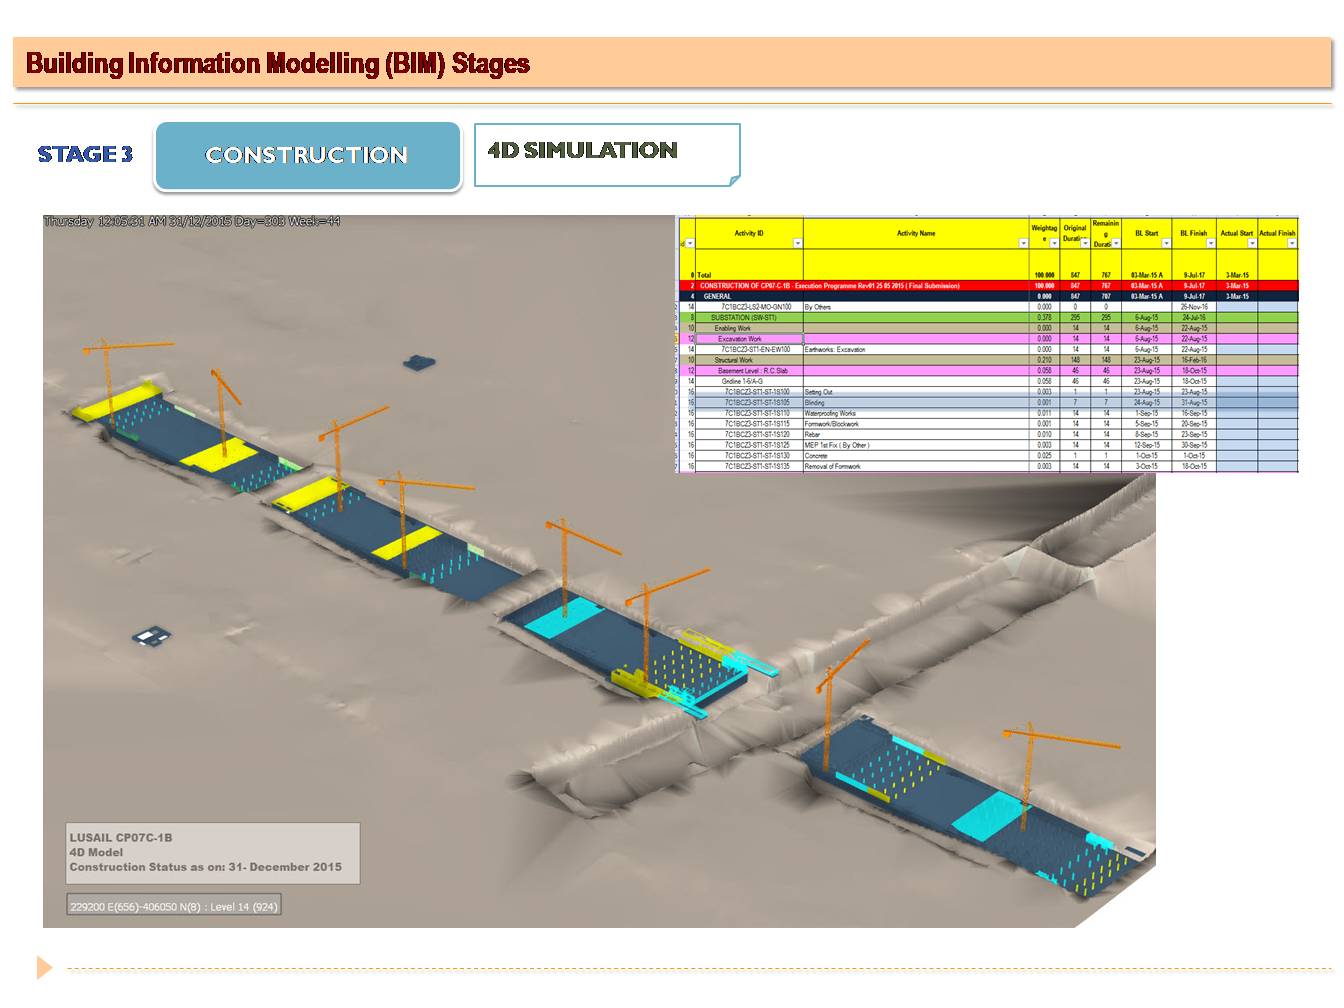 Building Information Modelling (BIM) Stages
STAGE 3
CONSTRUCTION
4D SIMULATION
Thursday 12:05:31 AM 31/12/2015 Day=303 Week=44
Activity ID Activity Name Weightag e Original Duratio Remainin g Durati BL Start BL Finish Actual Start Actual Finish
0 Total 100.000 847 767 03-Mar-15 A 9-Jul-17 3-Mar-15
2 CONSTRUCTION OF CP07-C-1B - Execution Programme Rev01 25 05 2015 ( Final Submission) 100.000 847 767 03-Mar-15 A 9-Jul-17 3-Mar-15
4 GENERAL 0.000 847 707 03-Mar-15 A 9-Jul-17 3-Mar-15
14 7C1BCZ3-LS2-MO-GN100 By Others 0.000 0 0 26-Nov-16
8 SUBSTATION (SW-ST1) 0.378 295 295 6-Aug-15 24-Jul-16
10 Enabling Work 0.000 14 14 6-Aug-15 22-Aug-15
12 Excavation Work 0.000 14 14 6-Aug-15 22-Aug-15
14 7C1BCZ3-ST1-EN-EW100 Earthworks: Excavation 0.000 14 14 6-Aug-15 22-Aug-15
10 Structural Work 0.210 148 148 23-Aug-15 16-Feb-16
12 Basement Level : R.C.Slab 0.058 46 46 23-Aug-15 18-Oct-15
14 Gridline 1-6/A-G 0.058 46 46 23-Aug-15 18-Oct-15
16 7C1BCZ3-ST1-ST-1S100 Setting Out 0.003 1 1 23-Aug-15 23-Aug-15
16 7C1BCZ3-ST1-ST-1S105 Blinding 0.001 7 7 24-Aug-15 31-Aug-15
16 7C1BCZ3-ST1-ST-1S110 Waterproofing Works 0.011 14 14 1-Sep-15 16-Sep-15
16 7C1BCZ3-ST1-ST-1S115 Formwork/Blockwork 0.001 14 14 5-Sep-15 20-Sep-15
16 7C1BCZ3-ST1-ST-1S120 Rebar 0.010 14 14 8-Sep-15 23-Sep-15
16 7C1BCZ3-ST1-ST-1S125 MEP 1st Fix ( By Other ) 0.003 14 14 12-Sep-15 30-Sep-15
16 7C1BCZ3-ST1-ST-1S130 Concrete 0.025 1 1 1-Oct-15 1-Oct-15
16 7C1BCZ3-ST1-ST-1S135 Removal of Formwork 0.003 14 14 3-Oct-15 18-Oct-15
LUSAIL CP07C-1B
4D Model
Construction Status as on: 31- December 2015
229200 E(656)-406050 N(8) : Level 14 (924)